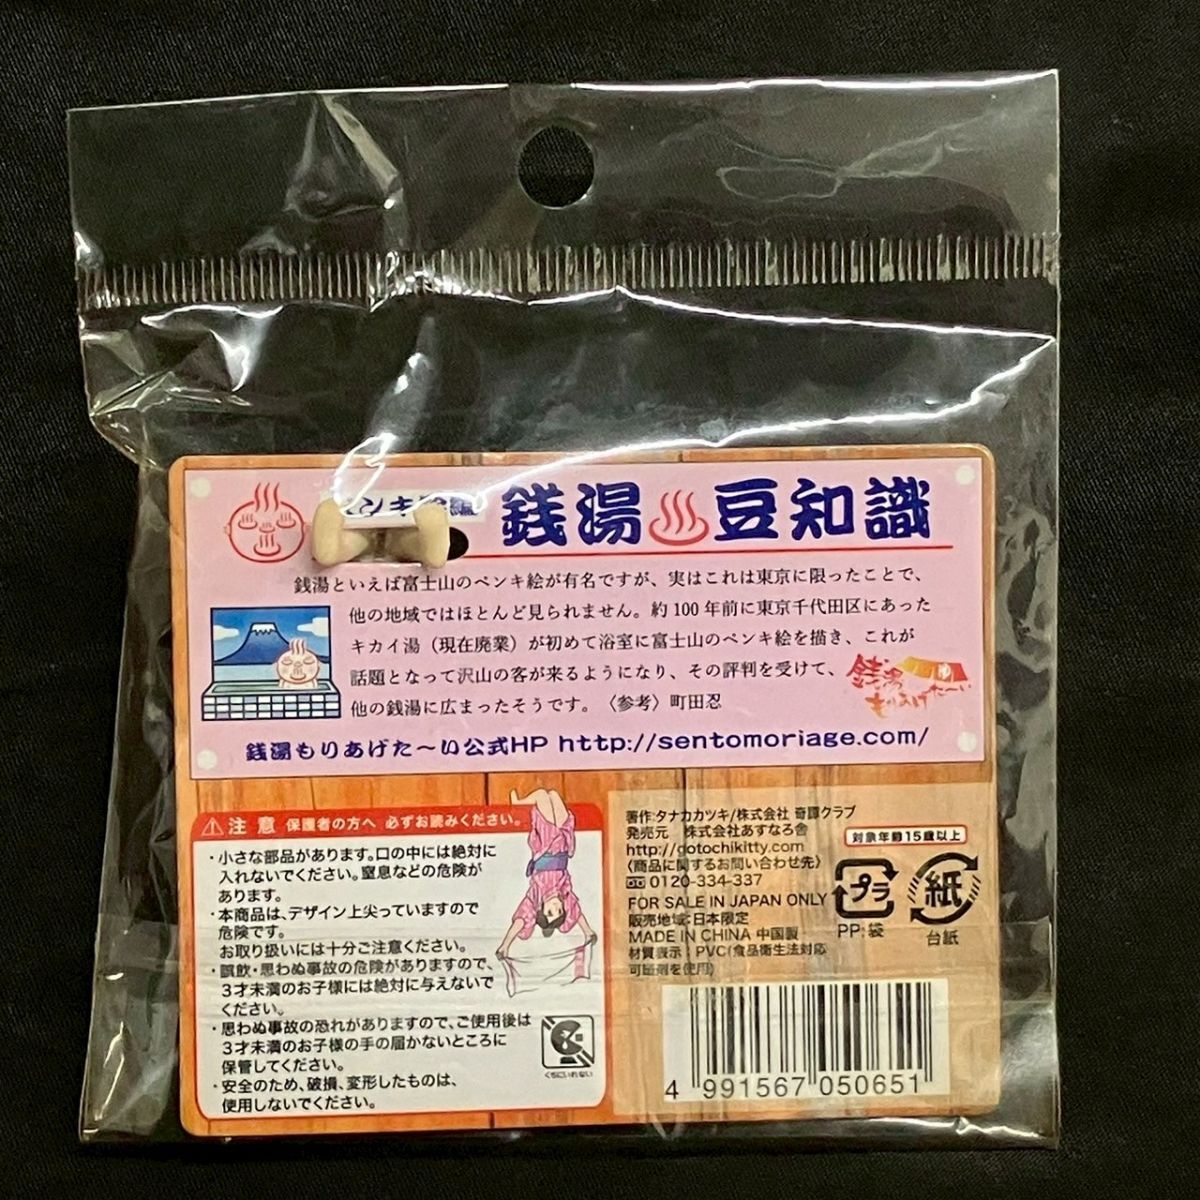 銭湯♨豆知識
銭湯といえば富士山のペンキ絵が有名ですが、実はこれは東京に限ったことで、
他の地域ではほとんど見られません。約100年前に東京千代田区にあった
キカイ湯（現在廃業）が初めて浴室に富士山のペンキ絵を描き、これが
話題となって沢山の客が来るようになり、その評判を受けて、
他の銭湯に広まったそうです。〈参考〉町田忍
銭湯もりあげた〜い
銭湯もりあげた〜い公式HP http://sentomoriage.com/
⚠注意 保護者の方へ 必ずお読みください。
・小さな部品があります。口の中には絶対に
入れないでください。窒息などの危険が
あります。
・本商品は、デザイン上尖っていますので
危険です。
お取り扱いには十分ご注意ください。
・誤飲・思わぬ事故の危険がありますので、
3才未満のお子様には絶対に与えないで
ください。
・思わぬ事故の恐れがありますので、ご使用後は
3才未満のお子様の手の届かないところに
保管してください。
・安全のため、破損、変形したものは、
使用しないでください。
くちにいれない
著作:タナカカツキ/株式会社 奇譚クラブ
発売元 株式会社あすなろ舎
http://gotochikitty.com
〈商品に関するお問い合わせ先〉
0120-334-337
FOR SALE IN JAPAN ONLY
販売地域:日本限定
MADE IN CHINA 中国製
材質表示：PVC(食品衛生法対応
可塑剤を使用)
対象年齢15歳以上
プラ
PP:袋
紙
台紙
4 991567 050651